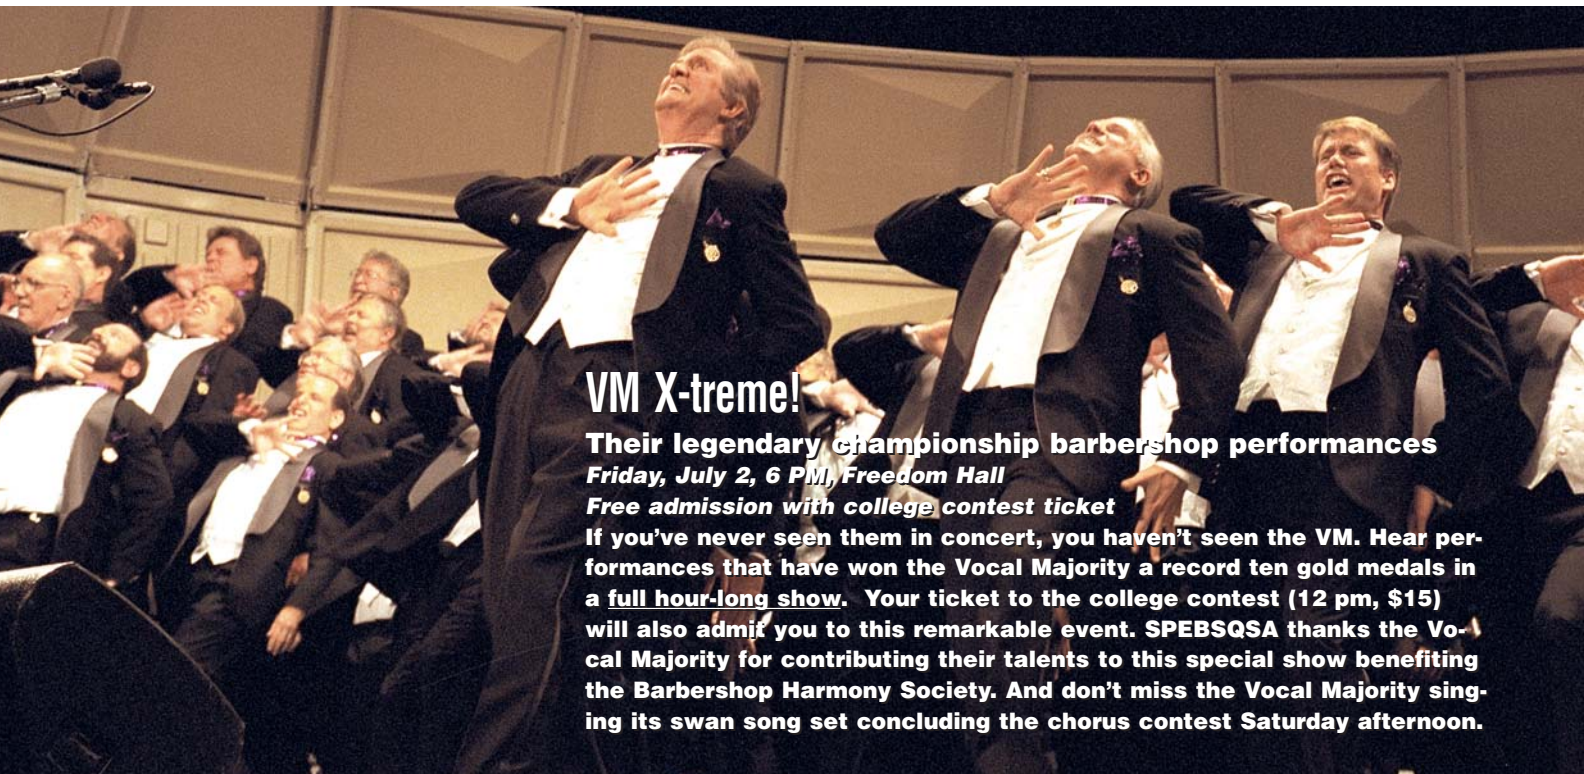 VM X-treme!
Their legendary championship barbershop performances
Friday, July 2, 6 PM, Freedom Hall
Free admission with college contest ticket
If you’ve never seen them in concert, you haven’t seen the VM. Hear per-
formances that have won the Vocal Majority a record ten gold medals in
a full hour-long show.  Your ticket to the college contest (12 pm, $15)
will also admit you to this remarkable event. SPEBSQSA thanks the Vo-
cal Majority for contributing their talents to this special show benefiting
the Barbershop Harmony Society. And don’t miss the Vocal Majority sing-
ing its swan song set concluding the chorus contest Saturday afternoon.